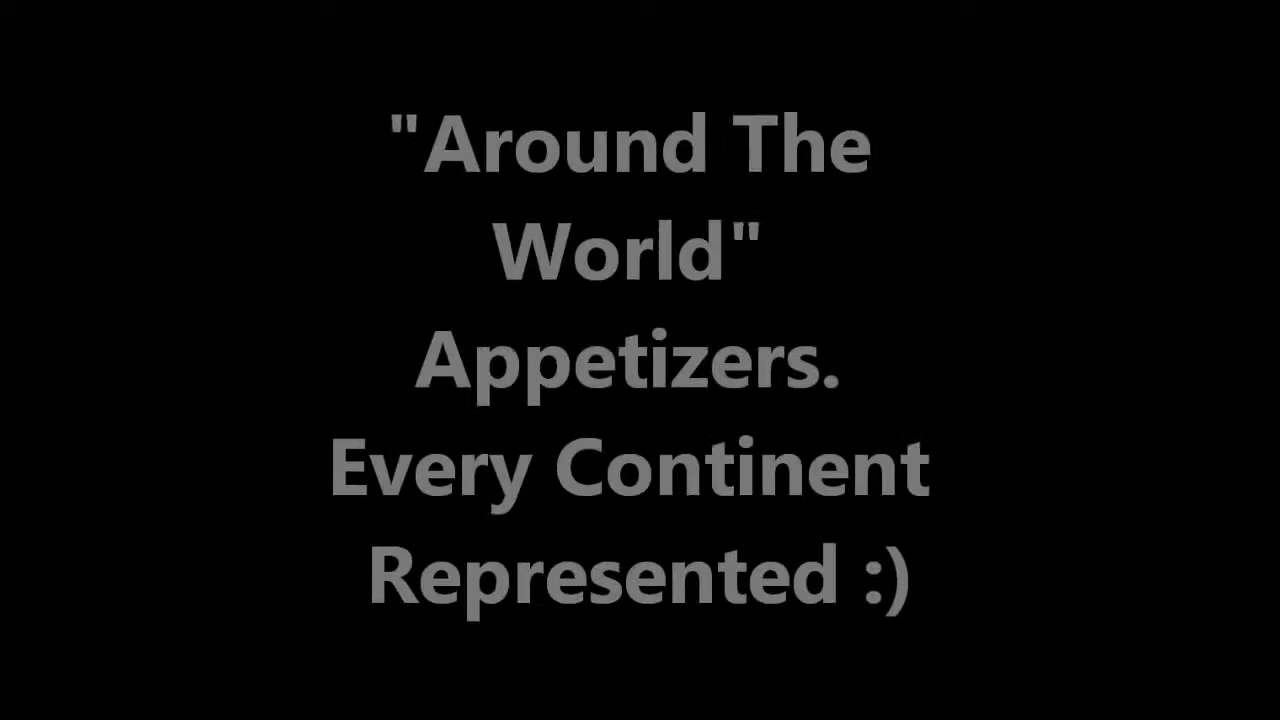 "Around The
World"
Appetizers.
Every Continent
Represented :)